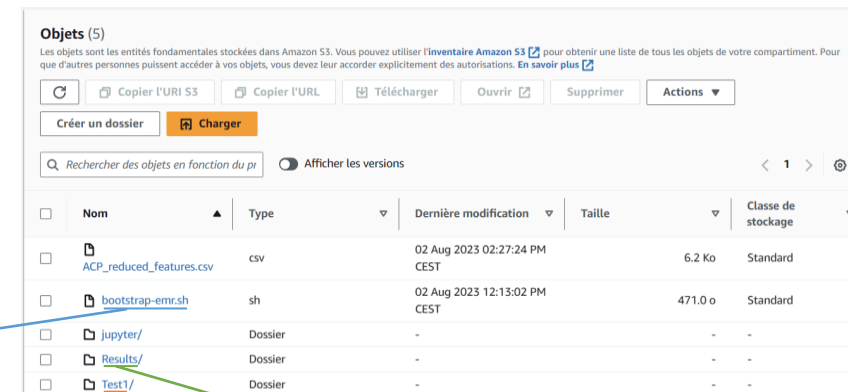 Objets (5)
Les objets sont les entités fondamentales stockées dans Amazon S3. Vous pouvez utiliser l'inventaire Amazon S3 pour obtenir une liste de tous les objets de votre compartiment. Pour
que d'autres personnes puissent accéder à vos objets, vous devez leur accorder explicitement des autorisations. En savoir plus
Copier l'URI S3 Copier l'URL Télécharger Ouvrir Supprimer Actions
Créer un dossier Charger
Rechercher des objets en fonction du pr Afficher les versions 1
Nom Type Dernière modification Taille Classe de
stockage
ACP_reduced_features.csv csv 02 Aug 2023 02:27:24 PM
CEST 6.2 Ko Standard
bootstrap-emr.sh sh 02 Aug 2023 12:13:02 PM
CEST 471.0 o Standard
jupyter/ Dossier - - -
Results/ Dossier - - -
Test1/ Dossier - - -